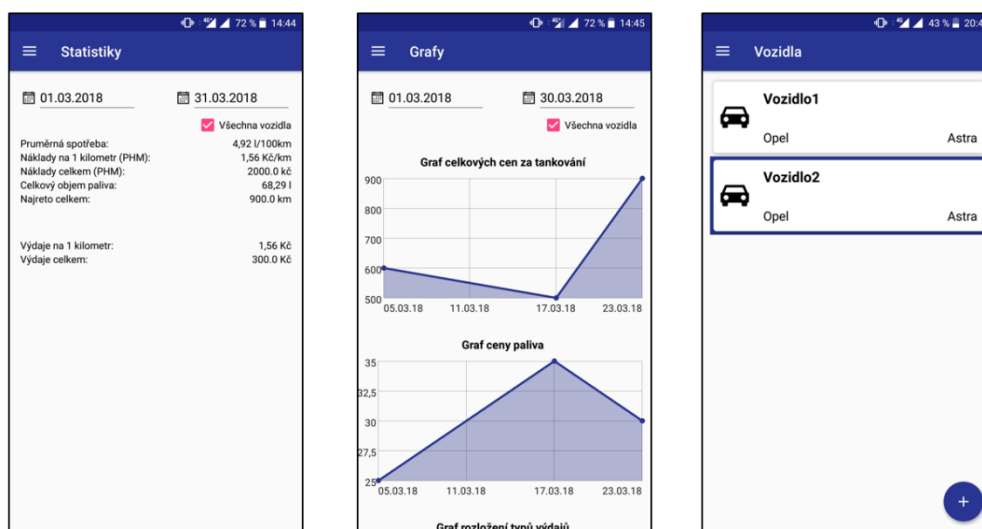 72 % 14:44
Statistiky
01.03.2018 31.03.2018
Všechna vozidla
Pruměrná spotřeba: 4,92 l/100km
Náklady na 1 kilometr (PHM): 1,56 Kč/km
Náklady celkem (PHM): 2000.0 kč
Celkový objem paliva: 68,29 l
Najreto celkem: 900.0 km
Výdaje na 1 kilometr: 1,56 Kč
Výdaje celkem: 300.0 Kč
72 % 14:45
Grafy
01.03.2018 30.03.2018
Všechna vozidla
Graf celkových cen za tankování
900
800
700
600
500
05.03.18 11.03.18 17.03.18 23.03.18
Graf ceny paliva
35
32,5
30
27,5
25
05.03.18 11.03.18 17.03.18 23.03.18
Graf rozložení typů výdajů
43 % 20:4
Vozidla
Vozidlo1
Opel Astra
Vozidlo2
Opel Astra
+